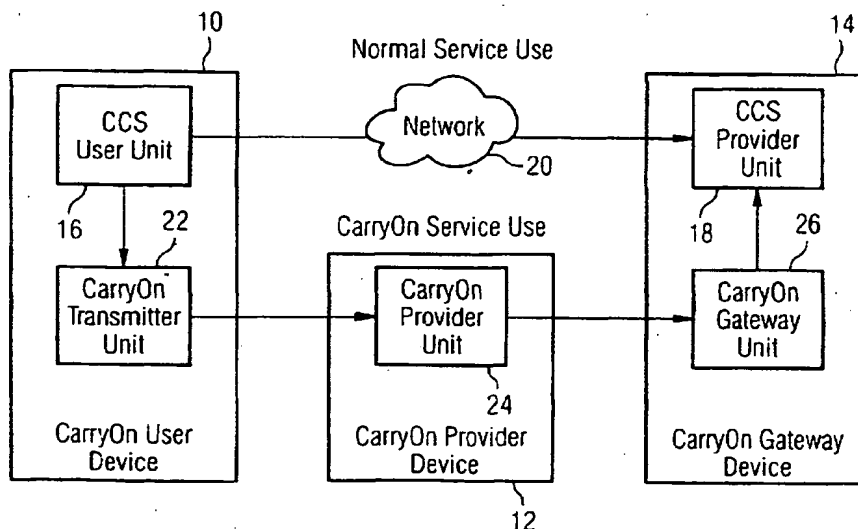 10
Normal Service Use
14
CCS
User Unit
Network
CCS
Provider
Unit
20
16
22
CarryOn Service Use
18
26
CarryOn
Transmitter
Unit
CarryOn
Provider
Unit
CarryOn
Gateway
Unit
24
CarryOn User
Device
CarryOn Provider
Device
CarryOn Gateway
Device
12